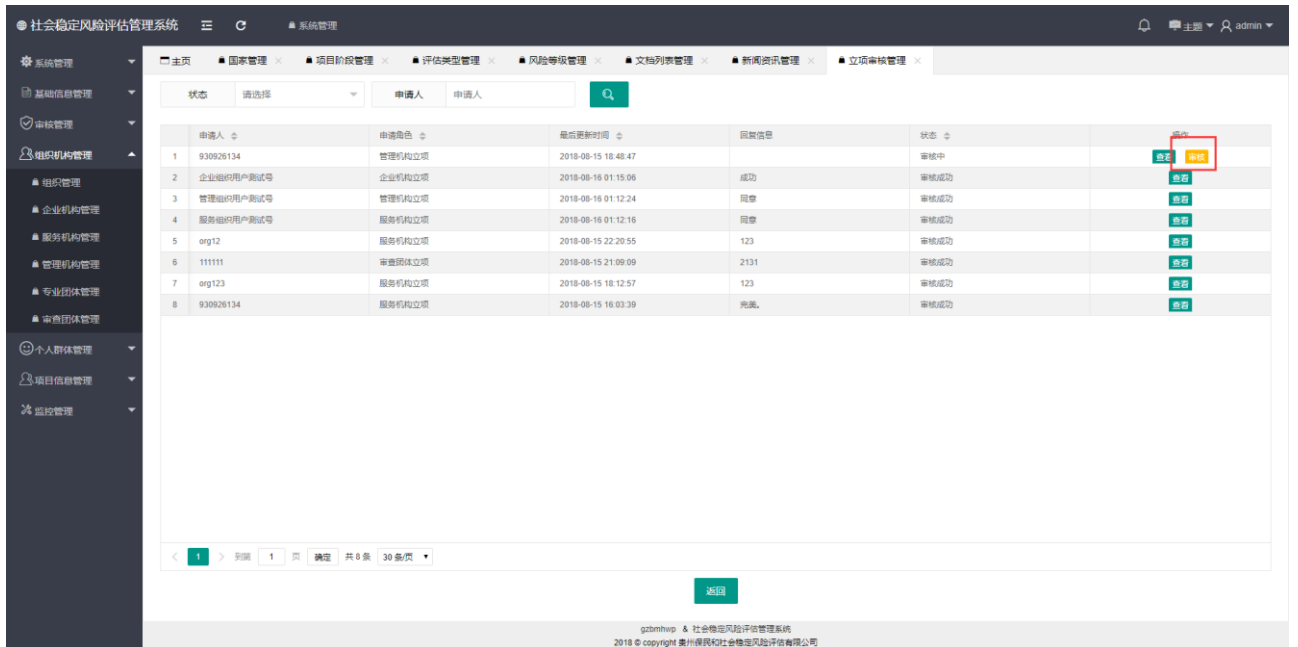 社会稳定风险评估管理系统 系统管理 主题 admin
系统管理 主页 国家管理 项目阶段管理 评估类型管理 风险等级管理 文档列表管理 新闻资讯管理 立项审核管理
基础信息管理 状态 请选择 申请人 申请人
审核管理
申请人 申请角色 最后更新时间 回复信息 状态 操作
组织机构管理
1 930926134 管理机构立项 2018-08-15 18:48:47 审核中 查看 审核
2 企业组织用户测试号 企业机构立项 2018-08-16 01:15:06 成功 审核成功 查看
组织管理
3 管理组织用户测试号 管理机构立项 2018-08-16 01:12:24 同意 审核成功 查看
企业机构管理
4 服务组织用户测试号 服务机构立项 2018-08-16 01:12:16 同意 审核成功 查看
服务机构管理
5 org12 服务机构立项 2018-08-15 22:20:55 123 审核成功 查看
管理机构管理
6 111111 审查团体立项 2018-08-15 21:09:09 2131 审核成功 查看
7 org123 服务机构立项 2018-08-15 18:12:57 123 审核成功 查看
专业团体管理
8 930926134 服务机构立项 2018-08-15 16:03:39 完美。 审核成功 查看
审查团体管理
个人群体管理
项目信息管理
监控管理
1 到第 1 页 确定 共 8 条 30 条/页
返回
gzbmhwp & 社会稳定风险评估管理系统
2018 © copyright 贵州保民和社会稳定风险评估有限公司